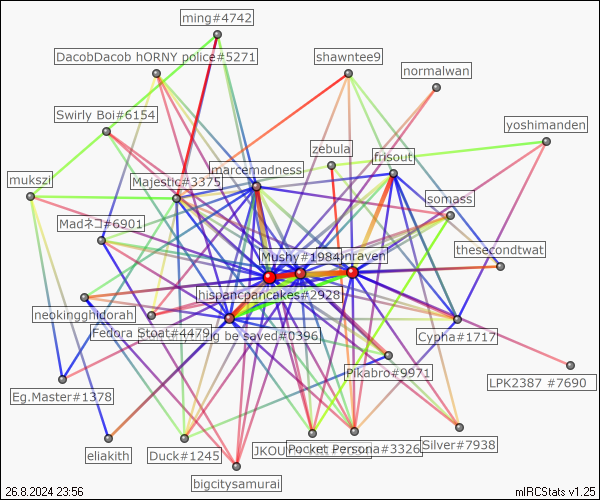 ming#4742
DacobDacob hORNY police#5271
shawntee9
normalwan
Swirly Boi#6154
yoshimanden
zebula
frisout
marcemadness
mukszi
Majestic#3375
somass
Madネコ#6901
thesecondtwat
Mushy#1984
onraven
hispancpancakes#2928
neokingghidorah
Fedora Stoat#4479
ng be saved#0396
Cypha#1717
Pikabro#9971
Eg.Master#1378
LPK2387 #7690
eliakith
Duck#1245
JKOU
Pocket Persona#3326
Silver#7938
bigcitysamurai
26.8.2024 23:56
mIRCStats v1.25